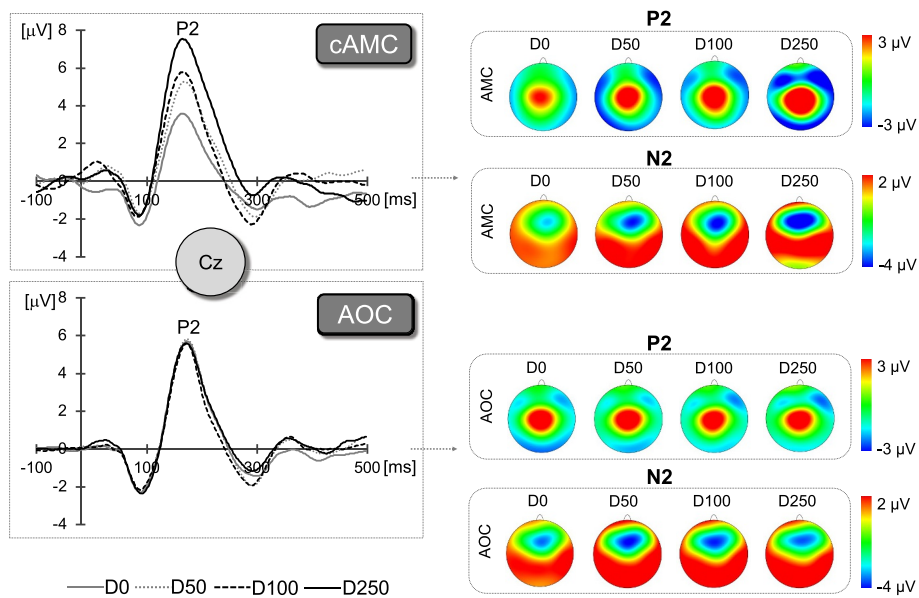 [μV]
8
6
4
2
0
-2
-4
P2
cAMC
-100
100
300
500
[ms]
Cz
[μV]
8
6
4
2
0
-2
-4
P2
AOC
-100
100
300
500
[ms]
D0 D50 D100 D250
P2
D0 D50 D100 D250
AMC
3 μV
-3 μV
N2
D0 D50 D100 D250
AMC
2 μV
-4 μV
P2
D0 D50 D100 D250
AOC
3 μV
-3 μV
N2
D0 D50 D100 D250
AOC
2 μV
-4 μV